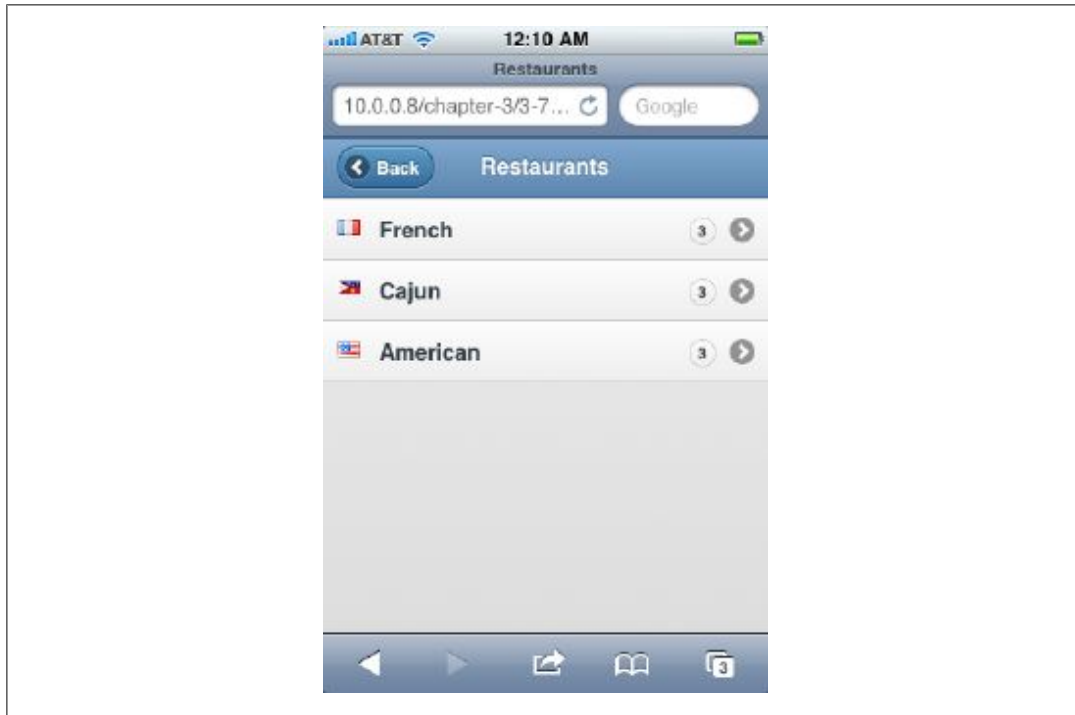 AT&T 12:10 AM
Restaurants
10.0.0.8/chapter-3/3-7... Google
Back Restaurants
French 3
Cajun 3
American 3
3